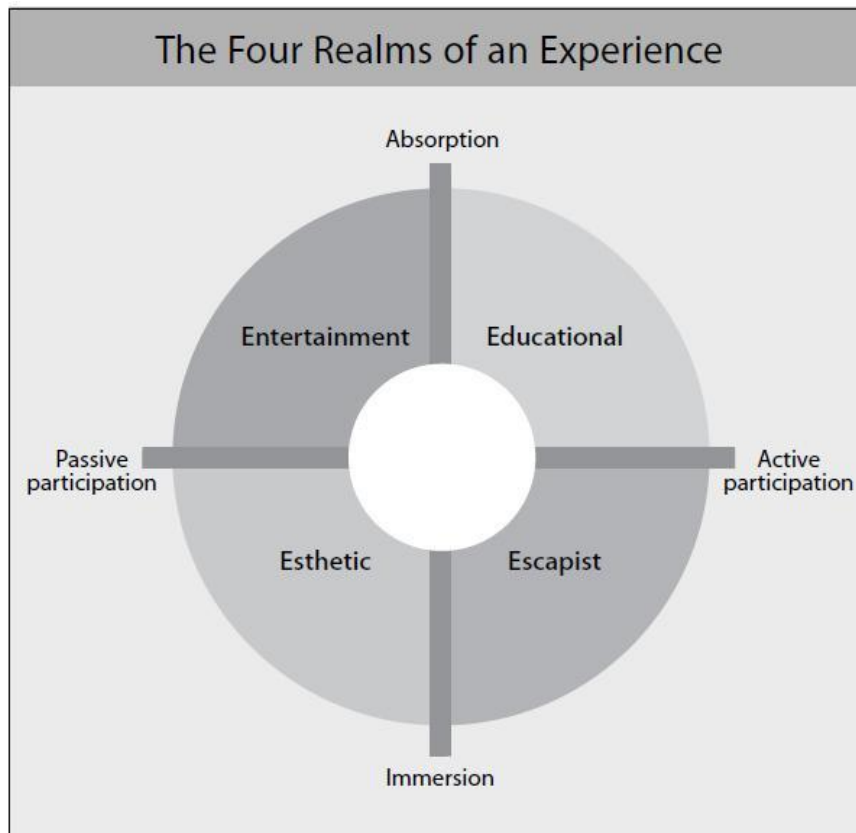 The Four Realms of an Experience
Absorption
Entertainment
Educational
Passive
participation
Active
participation
Esthetic
Escapist
Immersion